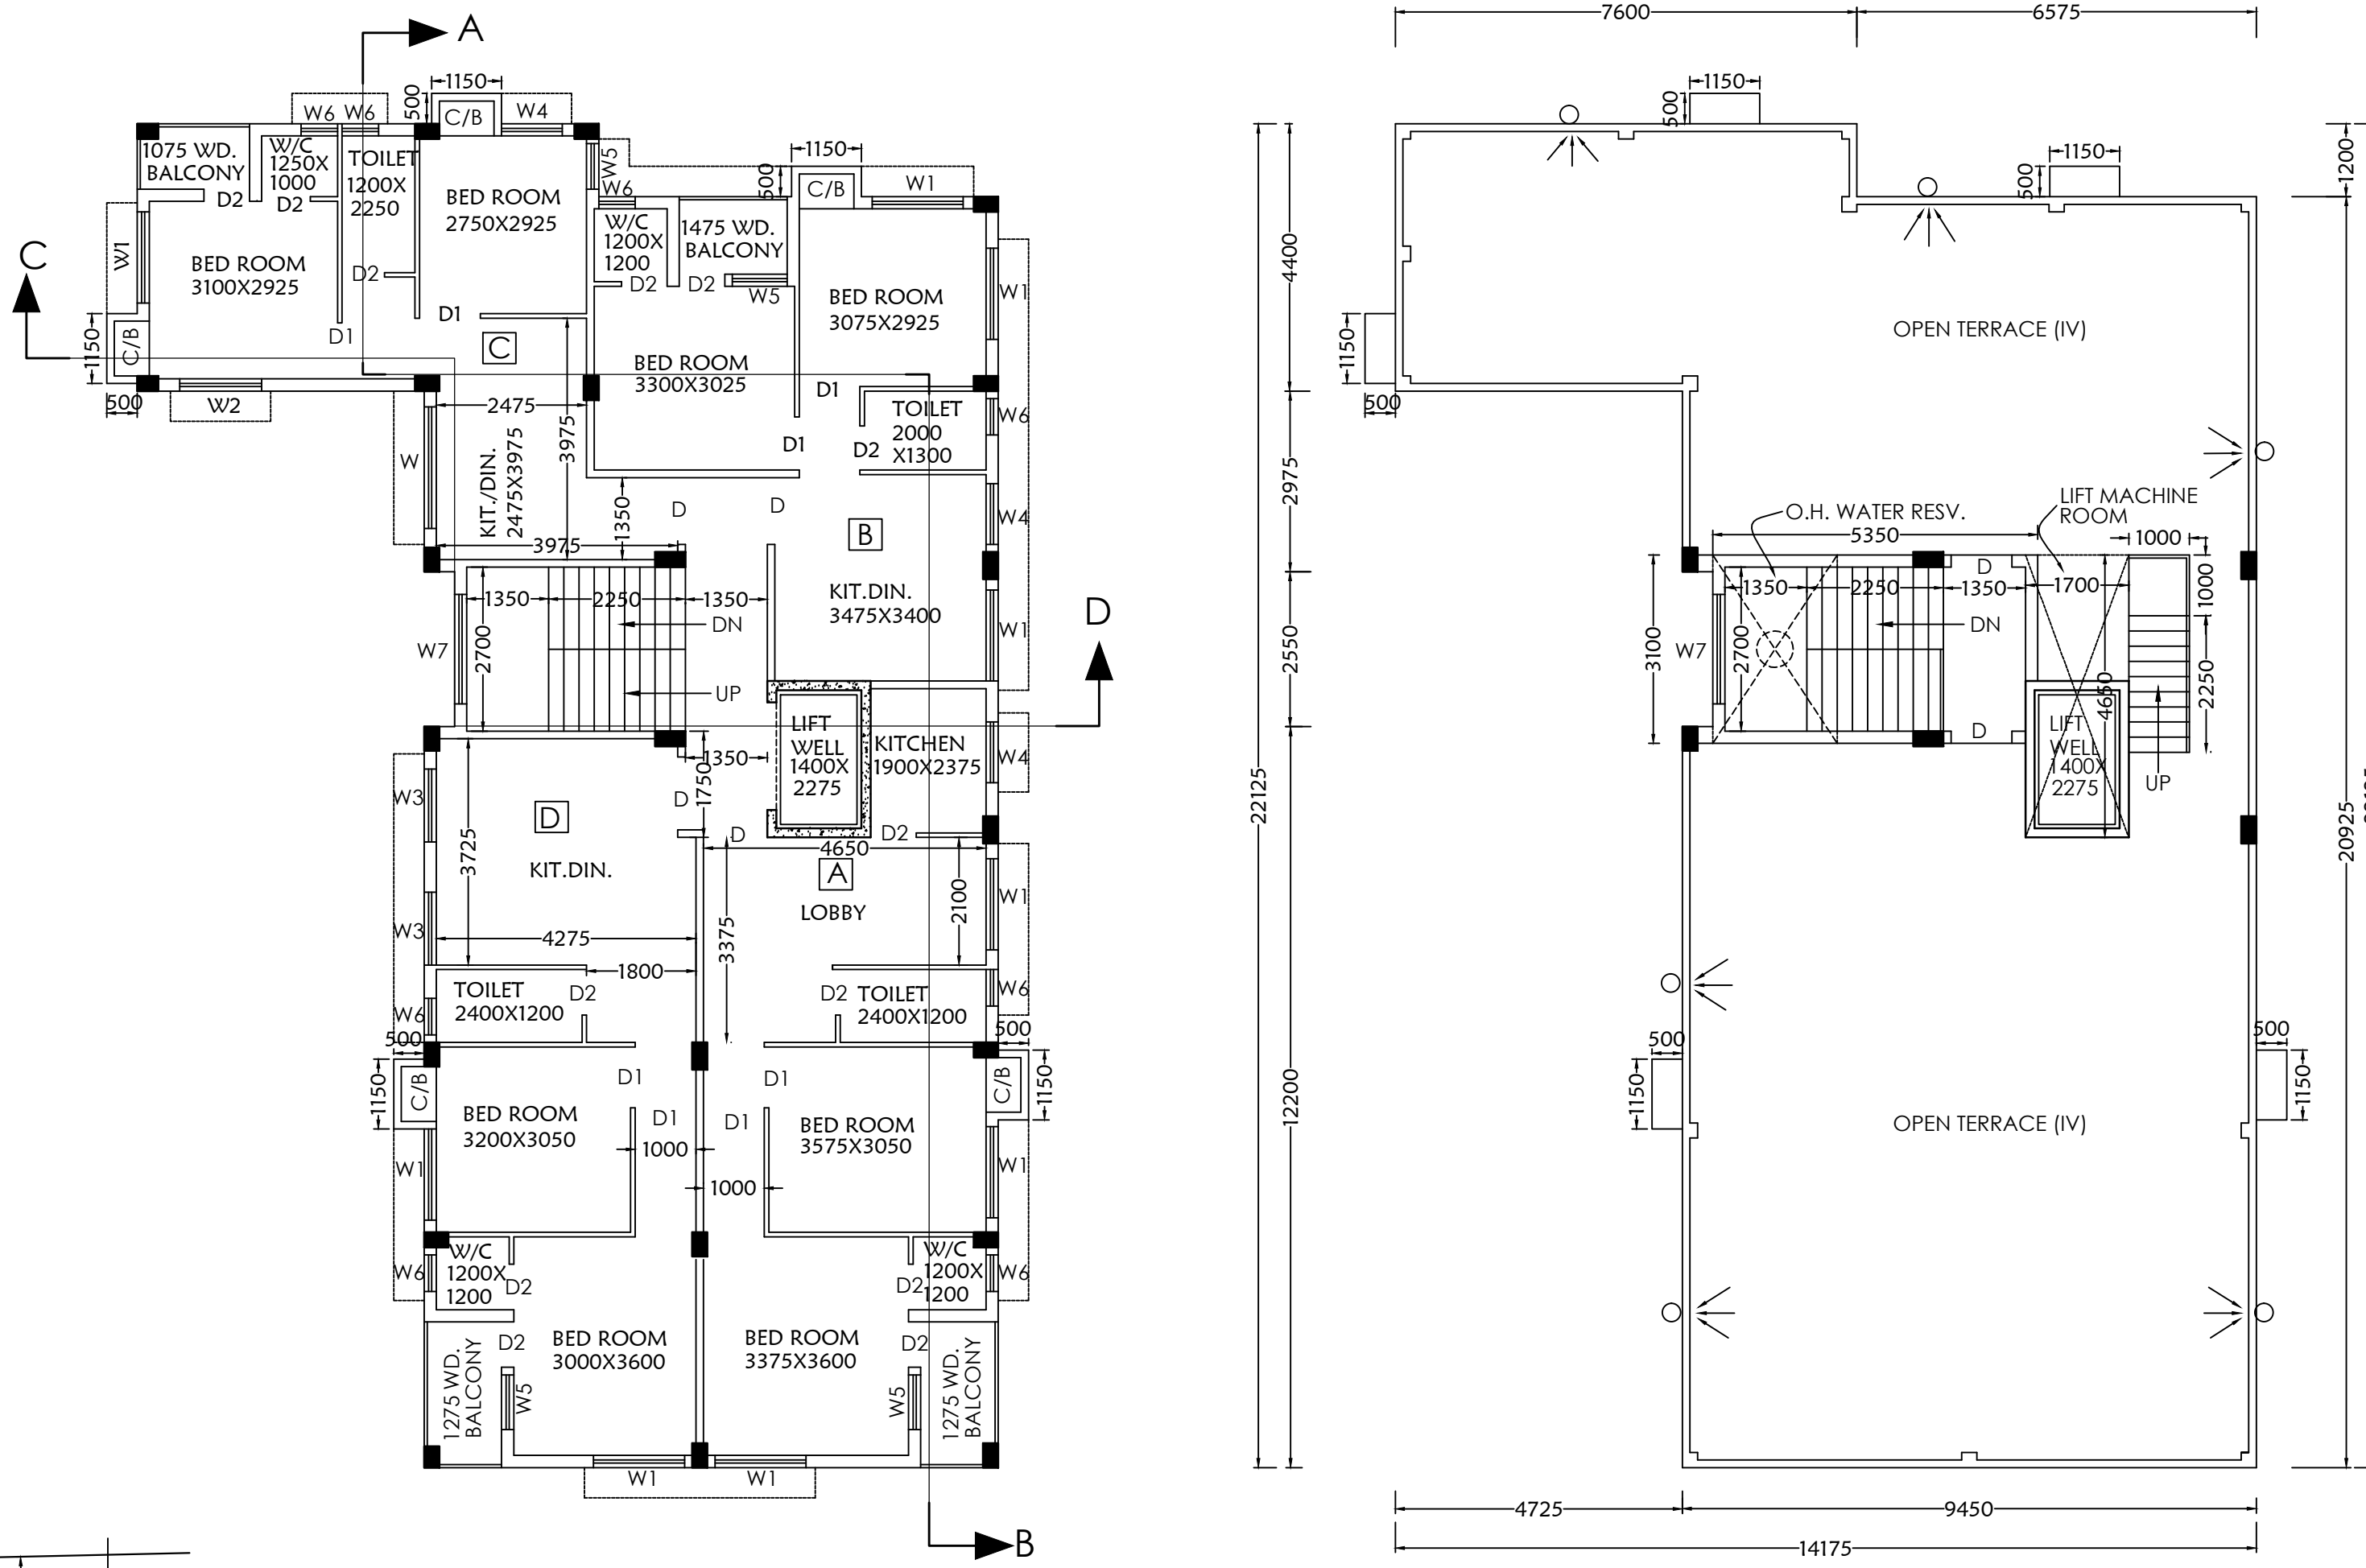 A
7600
6575
1150
500
C/B
W4
W6
W6
1075 WD.
BALCONY
W/C
1250X
1000
D2
D2
TOILET
1200X
2250
D2
BED ROOM
2750X2925
W5
W6
W1
BED ROOM
3100X2925
D1
D1
C
C
1150
C/B
500
W2
1150
500
C/B
W1
W/C
1200X
1200
D2
1475 WD.
BALCONY
D2
W5
BED ROOM
3075X2925
W1
BED ROOM
3300X3025
D1
D1
TOILET
2000
X1300
D2
W6
2475
3975
W
KIT./DIN.
2475X3975
1350
3975
D
D
B
W4
KIT.DIN.
3475X3400
W1
1350
2250
1350
2700
W7
DN
UP
D
LIFT
WELL
1400X
2275
KITCHEN
1900X2375
W4
1350
1750
D
D
D2
D
W3
3725
KIT.DIN.
W3
4275
4650
A
LOBBY
3375
2100
W1
1800
TOILET
2400X1200
D2
W6
D2
TOILET
2400X1200
W6
500
1150
C/B
500
1150
C/B
D1
D1
BED ROOM
3200X3050
D1
D1
BED ROOM
3575X3050
1000
1000
W1
W1
W/C
1200X
1200
D2
W6
W/C
1200X
1200
D2
W6
D2
BED ROOM
3000X3600
BED ROOM
3375X3600
D2
1275 WD.
BALCONY
W5
W5
1275 WD.
BALCONY
W1
W1
B
1150
500
1150
500
1200
4400
OPEN TERRACE (IV)
1150
500
2975
O.H. WATER RESV.
LIFT MACHINE
ROOM
5350
1000
D
1350
2250
1350
1700
1000
2550
3100
W7
2700
DN
4650
2250
D
LIFT
WELL
1400X
2275
UP
22125
20925
500
1150
500
1150
12200
OPEN TERRACE (IV)
4725
9450
14175